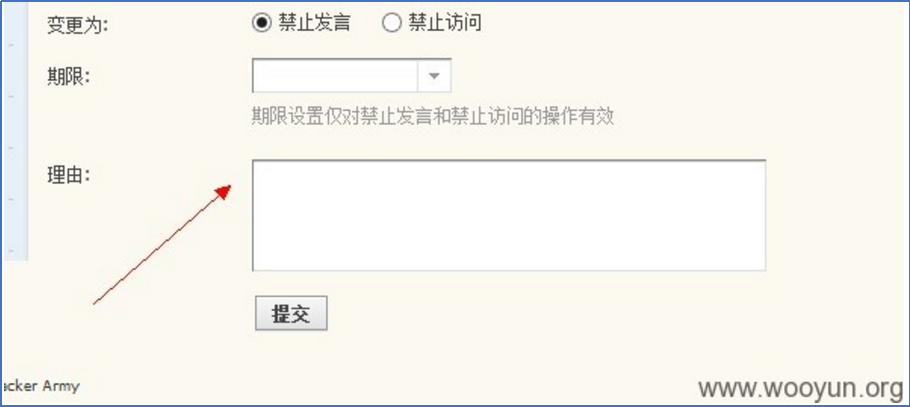 变更为: 禁止发言 禁止访问
期限:
期限设置仅对禁止发言和禁止访问的操作有效
理由:
提交
acker Army
www.wooyun.org